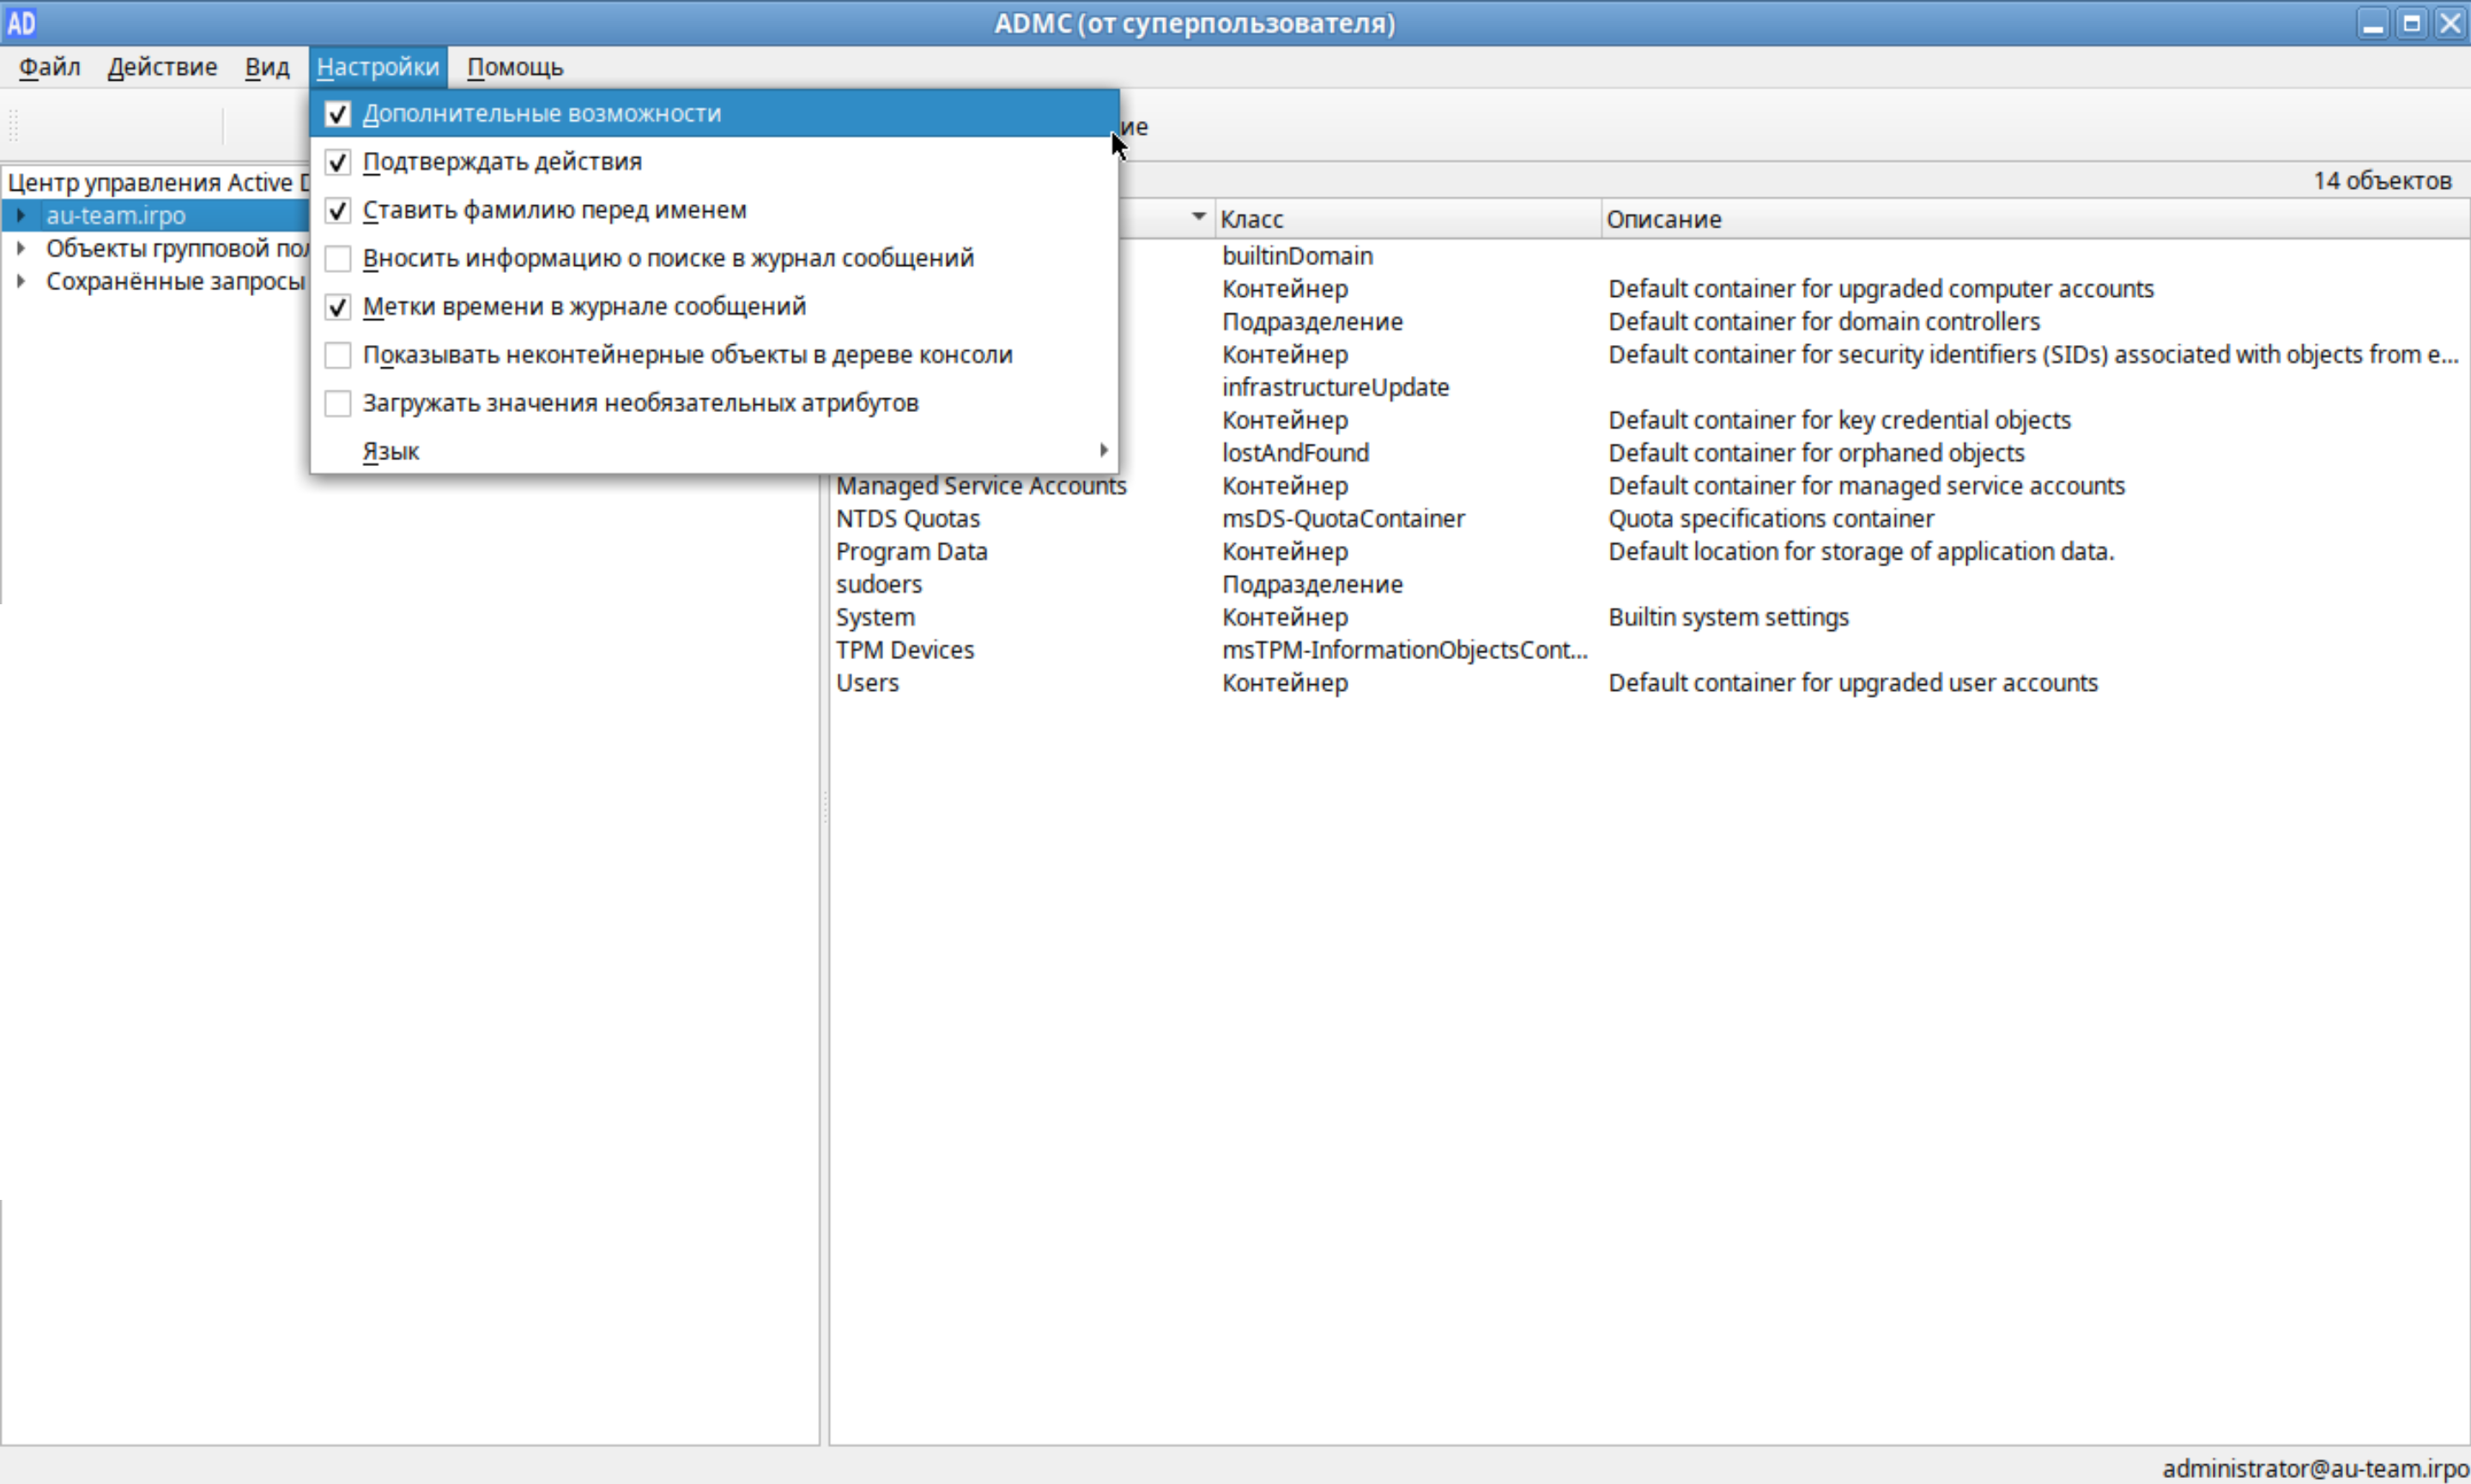 AD
ADMC (от суперпользователя)
Файл Действие Вид Настройки Помощь
Дополнительные возможности
Подтверждать действия
Ставить фамилию перед именем
Вносить информацию о поиске в журнал сообщений
Метки времени в журнале сообщений
Показывать неконтейнерные объекты в дереве консоли
Загружать значения необязательных атрибутов
Язык
ие
Центр управления Active D
14 объектов
au-team.irpo
Объекты групповой пол
Сохранённые запросы
Класс Описание
builtinDomain
Контейнер Default container for upgraded computer accounts
Подразделение Default container for domain controllers
Контейнер Default container for security identifiers (SIDs) associated with objects from e...
infrastructureUpdate
Контейнер Default container for key credential objects
lostAndFound Default container for orphaned objects
Managed Service Accounts Контейнер Default container for managed service accounts
NTDS Quotas msDS-QuotaContainer Quota specifications container
Program Data Контейнер Default location for storage of application data.
sudoers Подразделение
System Контейнер Builtin system settings
TPM Devices msTPM-InformationObjectsCont...
Users Контейнер Default container for upgraded user accounts
administrator@au-team.irpo